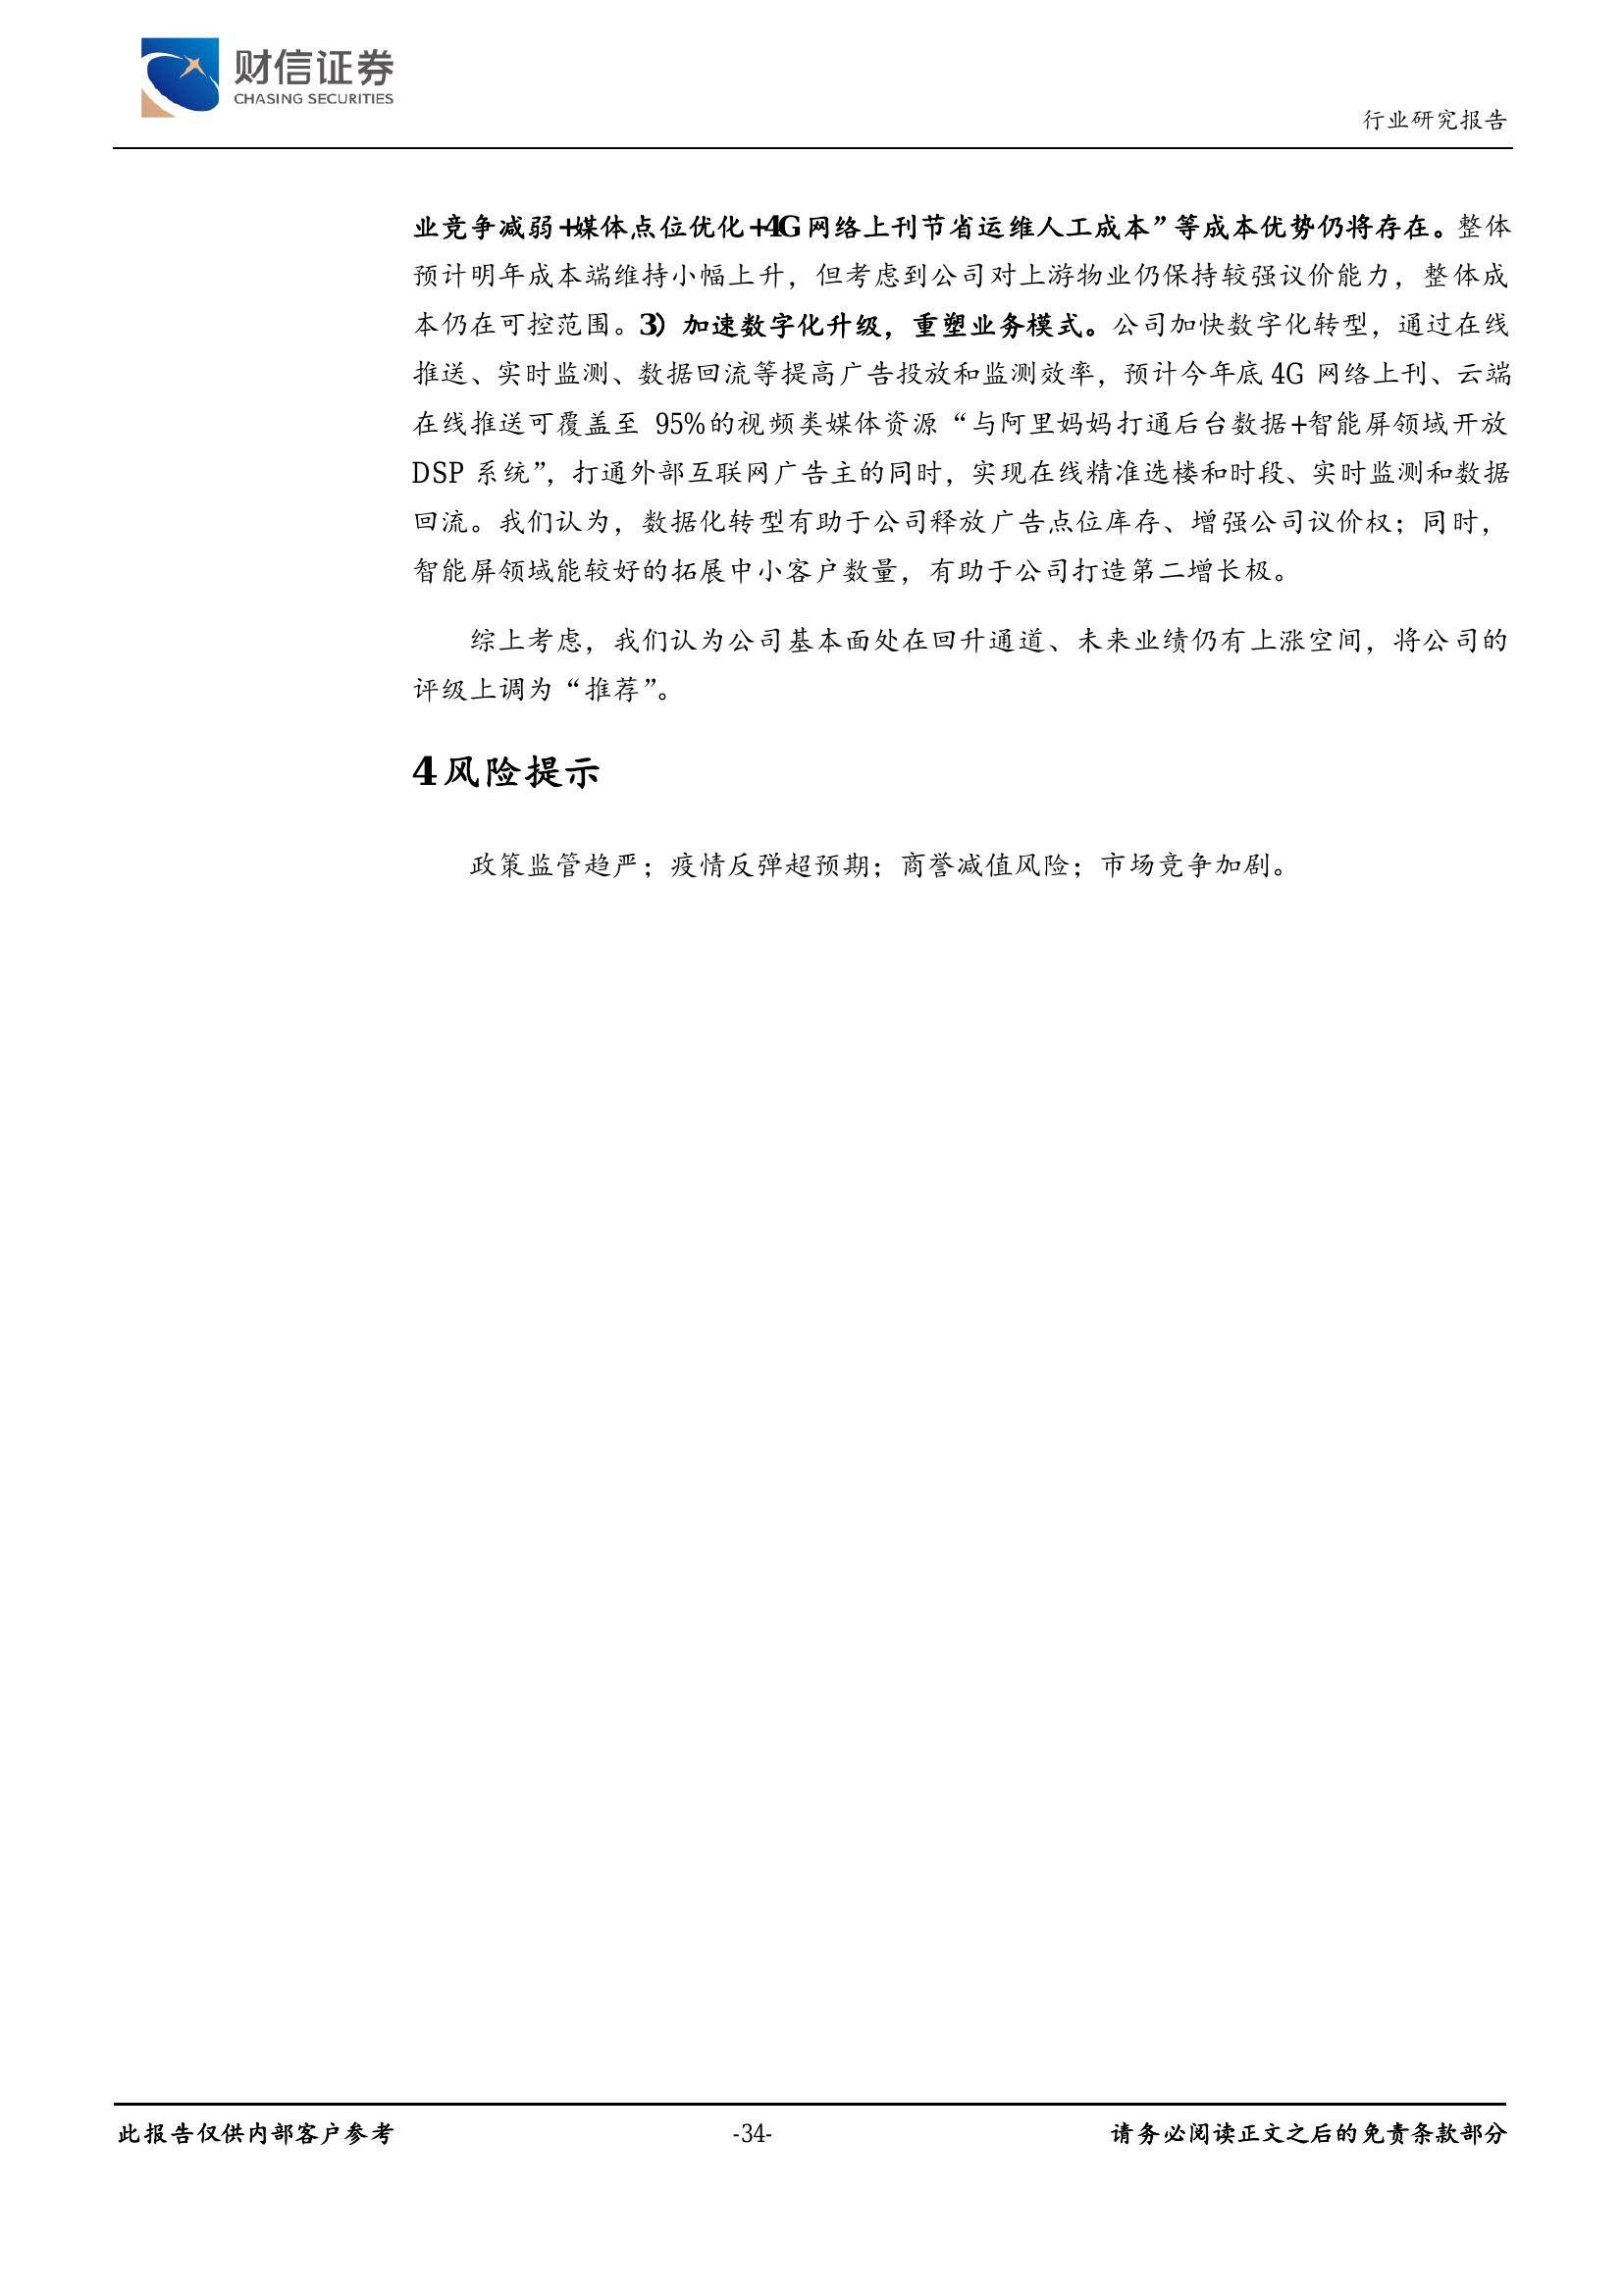 财信证券
CHASING SECURITIES
行业研究报告
业竞争减弱+媒体点位优化+4G网络上刊节省运维人工成本”等成本优势仍将存在。整体
预计明年成本端维持小幅上升，但考虑到公司对上游物业仍保持较强议价能力，整体成
本仍在可控范围。3）加速数字化升级，重塑业务模式。公司加快数字化转型，通过在线
推送、实时监测、数据回流等提高广告投放和监测效率，预计今年底 4G 网络上刊、云端
在线推送可覆盖至 95%的视频类媒体资源“与阿里妈妈打通后台数据+智能屏领域开放
DSP 系统”，打通外部互联网广告主的同时，实现在线精准选楼和时段、实时监测和数据
回流。我们认为，数据化转型有助于公司释放广告点位库存、增强公司议价权；同时，
智能屏领域能较好的拓展中小客户数量，有助于公司打造第二增长极。
综上考虑，我们认为公司基本面处在回升通道、未来业绩仍有上涨空间，将公司的
评级上调为“推荐”。
4 风险提示
政策监管趋严；疫情反弹超预期；商誉减值风险；市场竞争加剧。
此报告仅供内部客户参考
-34-
请务必阅读正文之后的免责条款部分